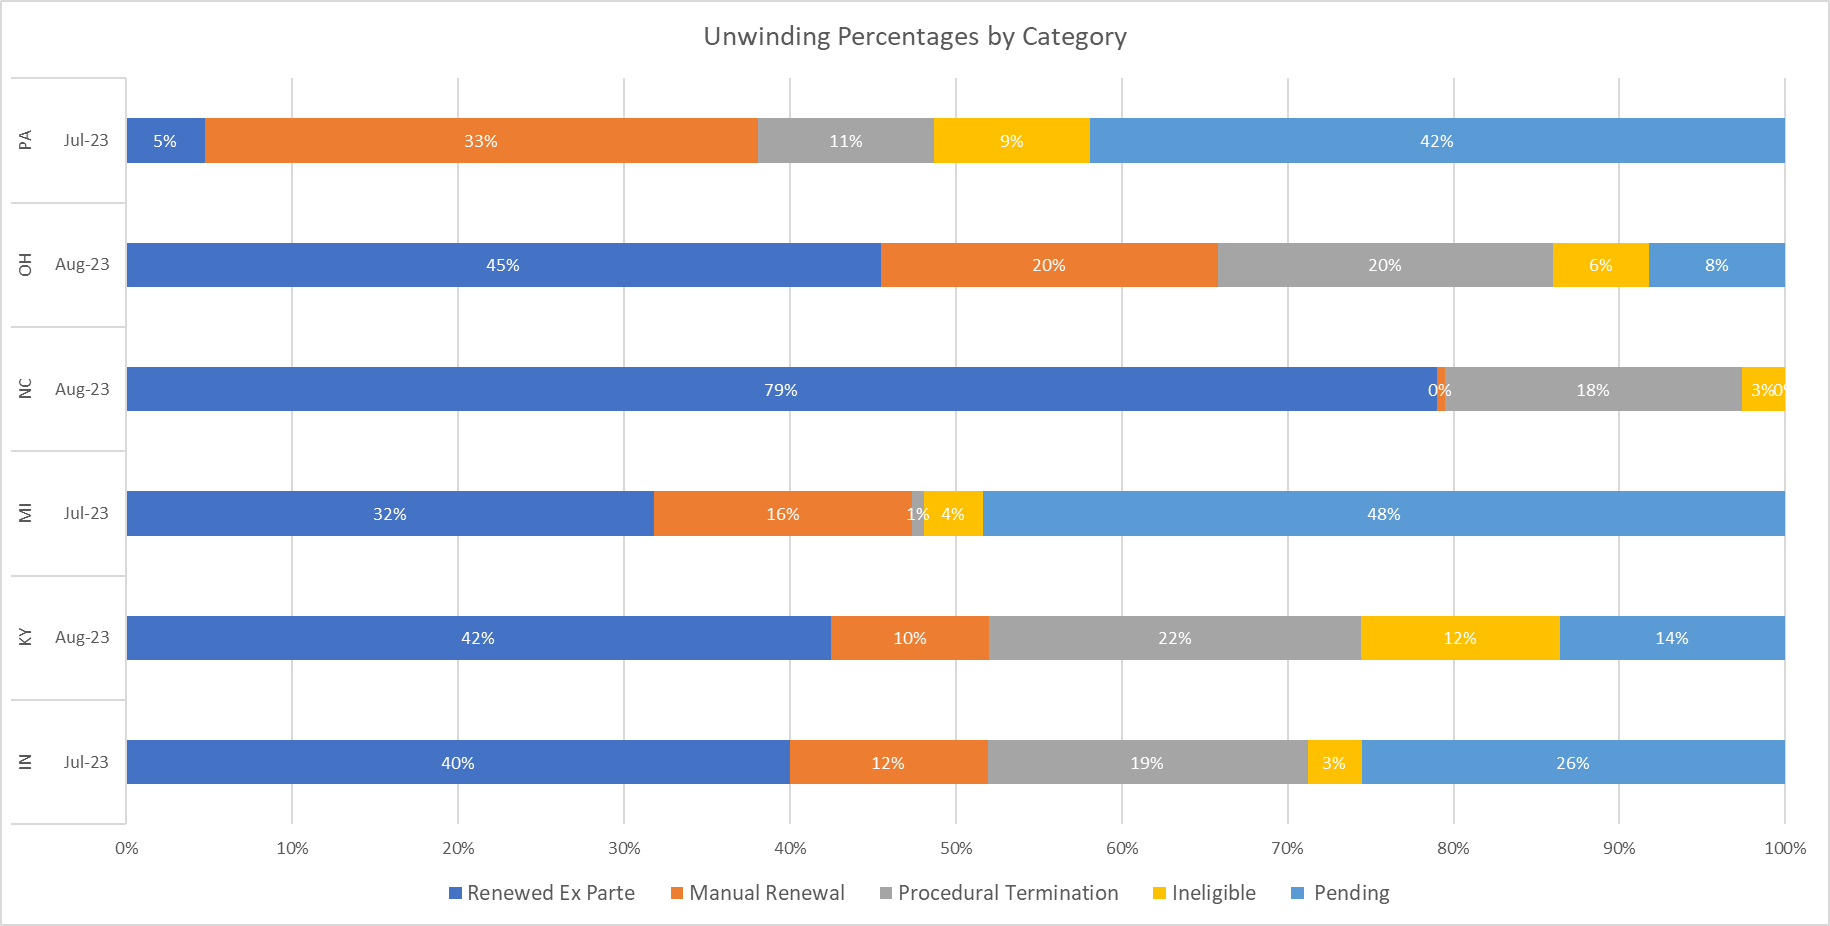 Unwinding Percentages by Category
PA Jul-23 5% 33% 11% 9% 42%
OH Aug-23 45% 20% 20% 6% 8%
NC Aug-23 79% 0% 18% 3% 0%
MI Jul-23 32% 16% 1% 4% 48%
KY Aug-23 42% 10% 22% 12% 14%
IN Jul-23 40% 12% 19% 3% 26%
0% 10% 20% 30% 40% 50% 60% 70% 80% 90% 100%
Renewed Ex Parte Manual Renewal Procedural Termination Ineligible Pending